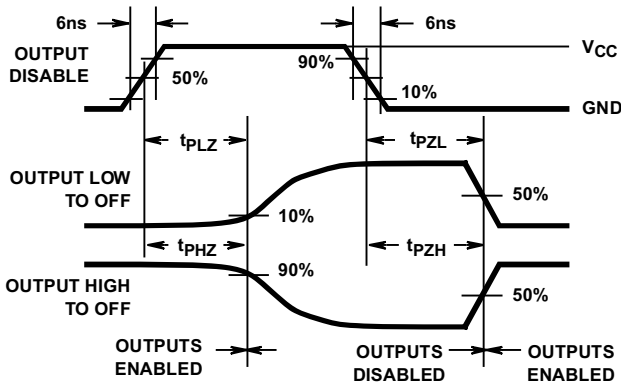 6ns
6ns
OUTPUT
DISABLE
50%
90%
10%
VCC
GND
tPLZ
tPZL
OUTPUT LOW
TO OFF
10%
50%
tPHZ
tPZH
OUTPUT HIGH
TO OFF
90%
50%
OUTPUTS
ENABLED
OUTPUTS
DISABLED
OUTPUTS
ENABLED